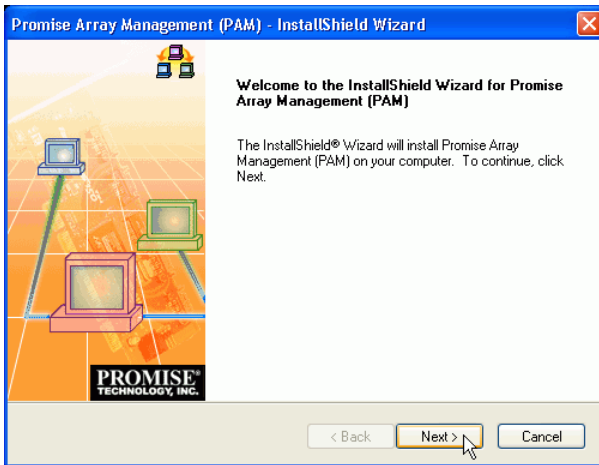 Promise Array Management (PAM) - InstallShield Wizard
Welcome to the InstallShield Wizard for Promise
Array Management (PAM)
The InstallShield® Wizard will install Promise Array
Management (PAM) on your computer. To continue, click
Next.
PROMISE®
TECHNOLOGY, INC.
< Back
Next >
Cancel